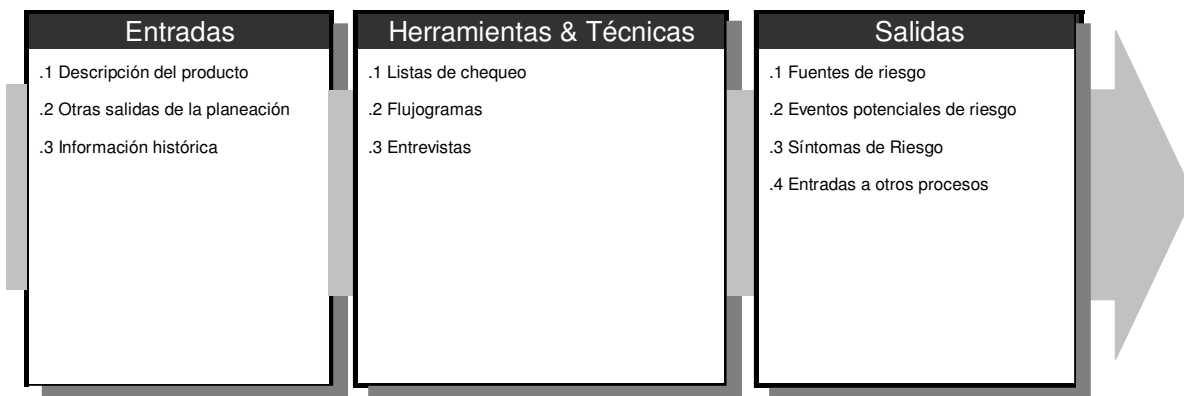 Entradas
.1 Descripción del producto
.2 Otras salidas de la planeación
.3 Información histórica
Herramientas & Técnicas
.1 Listas de chequeo
.2 Flujogramas
.3 Entrevistas
Salidas
.1 Fuentes de riesgo
.2 Eventos potenciales de riesgo
.3 Síntomas de Riesgo
.4 Entradas a otros procesos